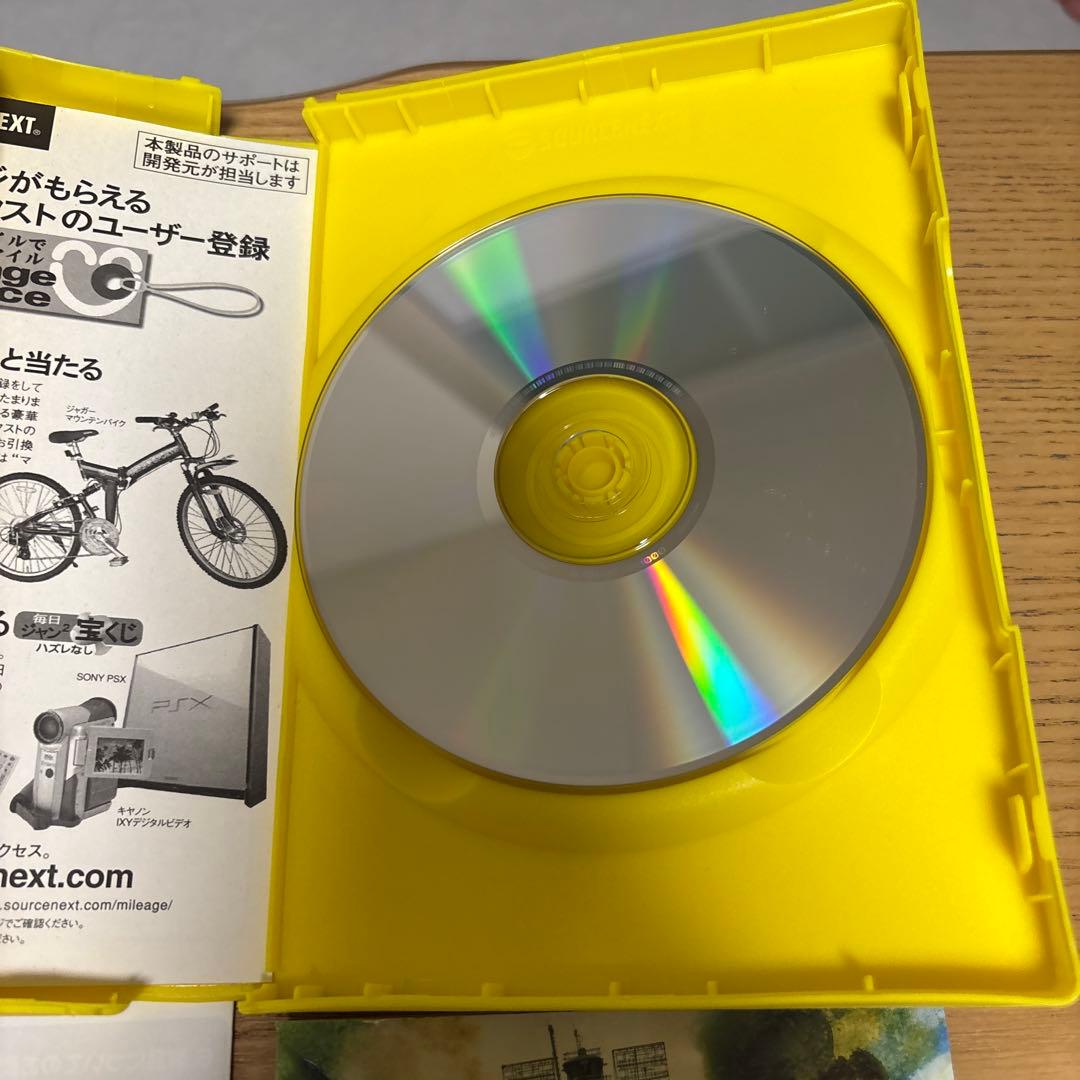 EXT®
本製品のサポートは
開発元が担当します
がもらえる
ストのユーザー登録
イルで
イル
ge
ce
と当たる
録をして
たまりま
る豪華
ストの
お引換
は“マ
ジャガー
マウンテンバイク
る
毎日
ジャン²
宝くじ
ハズレなし
SONY PSX
PSX
キヤノン
IXYデジタルビデオ
クセス。
next.com
.sourcenext.com/mileage/
でご確認ください。
さい。